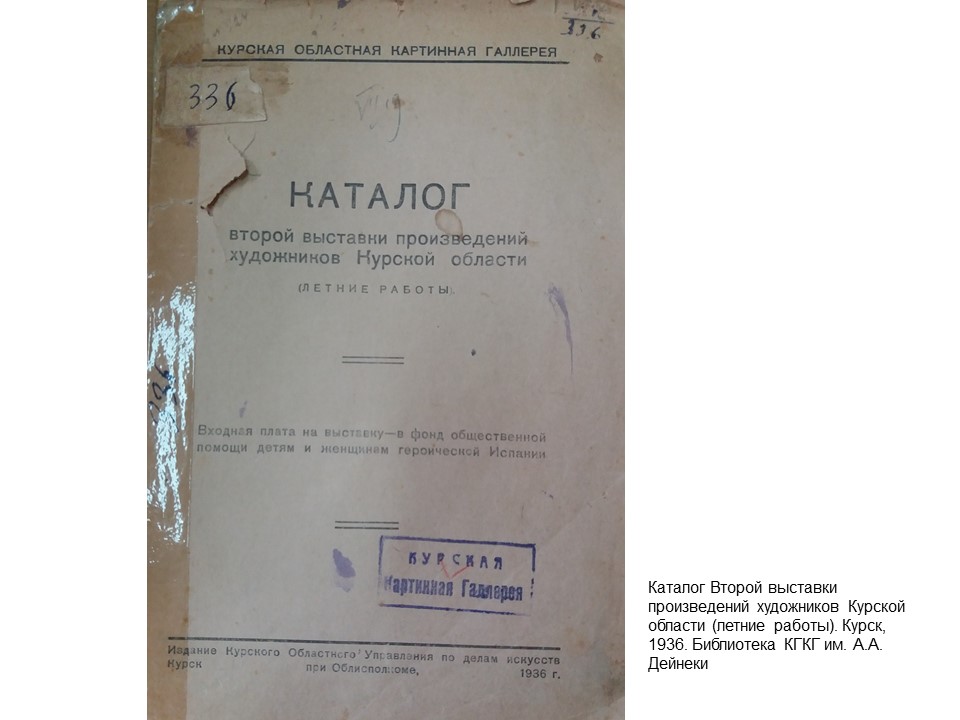 336
КУРСКАЯ ОБЛАСТНАЯ КАРТИННАЯ ГАЛЛЕРЕЯ
336
КАТАЛОГ
второй выставки произведений
художников Курской области
(ЛЕТНИЕ РАБОТЫ).
Входная плата на выставку—в фонд общественной
помощи детям и женщинам героической Испании
КУРСКАЯ
Картинная Галлерея
Издание Курского Областного Управления по делам искусств
Курск при Облисполкоме, 1936 г.
Каталог Второй выставки
произведений художников Курской
области (летние работы). Курск,
1936. Библиотека КГКГ им. А.А.
Дейнеки